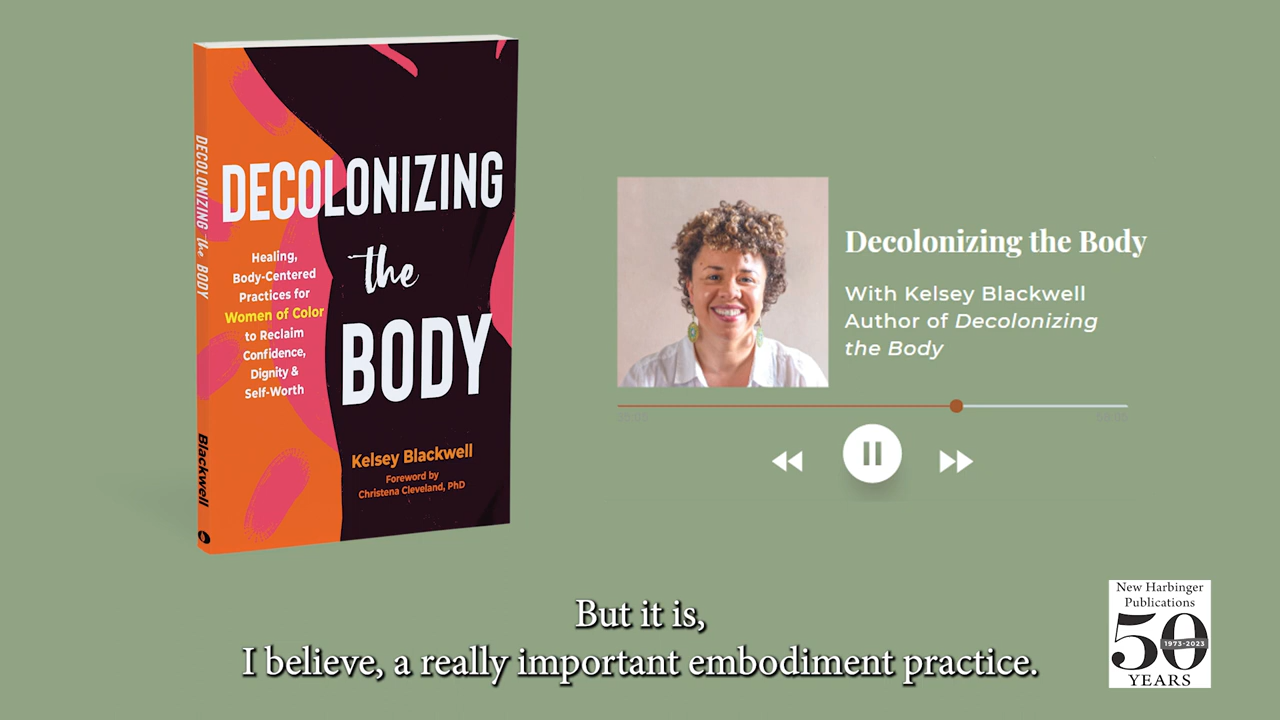 DECOLONIZING the BODY
Blackwell
DECOLONIZING
the
BODY
Healing,
Body-Centered
Practices for
Women of Color
to Reclaim
Confidence,
Dignity &
Self-Worth
Kelsey Blackwell
Foreword by
Christena Cleveland, PhD
Decolonizing the Body
With Kelsey Blackwell
Author of Decolonizing
the Body
But it is,
I believe, a really important embodiment practice.
New Harbinger
Publications
50
1973-2023
YEARS